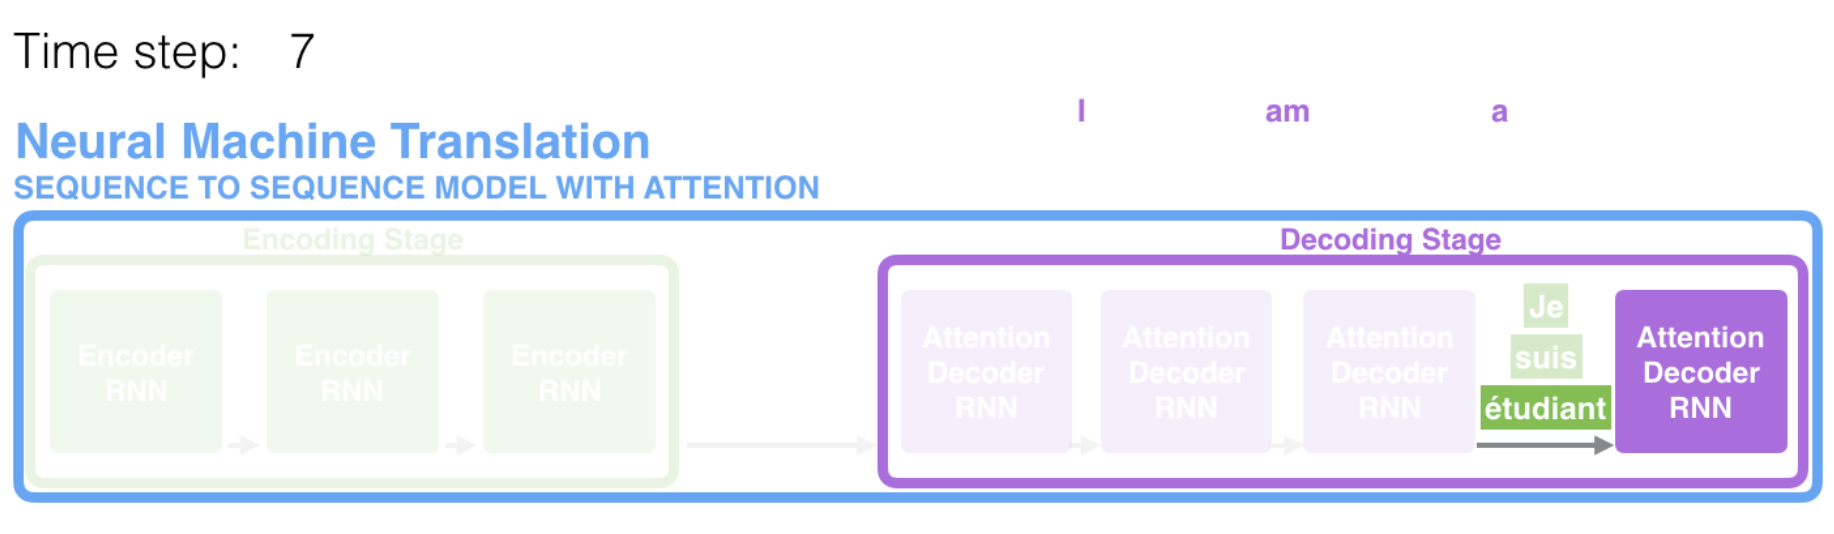 Time step: 7
I am a
Neural Machine Translation
SEQUENCE TO SEQUENCE MODEL WITH ATTENTION
Encoding Stage
Encoder
RNN
Encoder
RNN
Encoder
RNN
Decoding Stage
Attention
Decoder
RNN
Attention
Decoder
RNN
Attention
Decoder
RNN
Je
suis
étudiant
Attention
Decoder
RNN